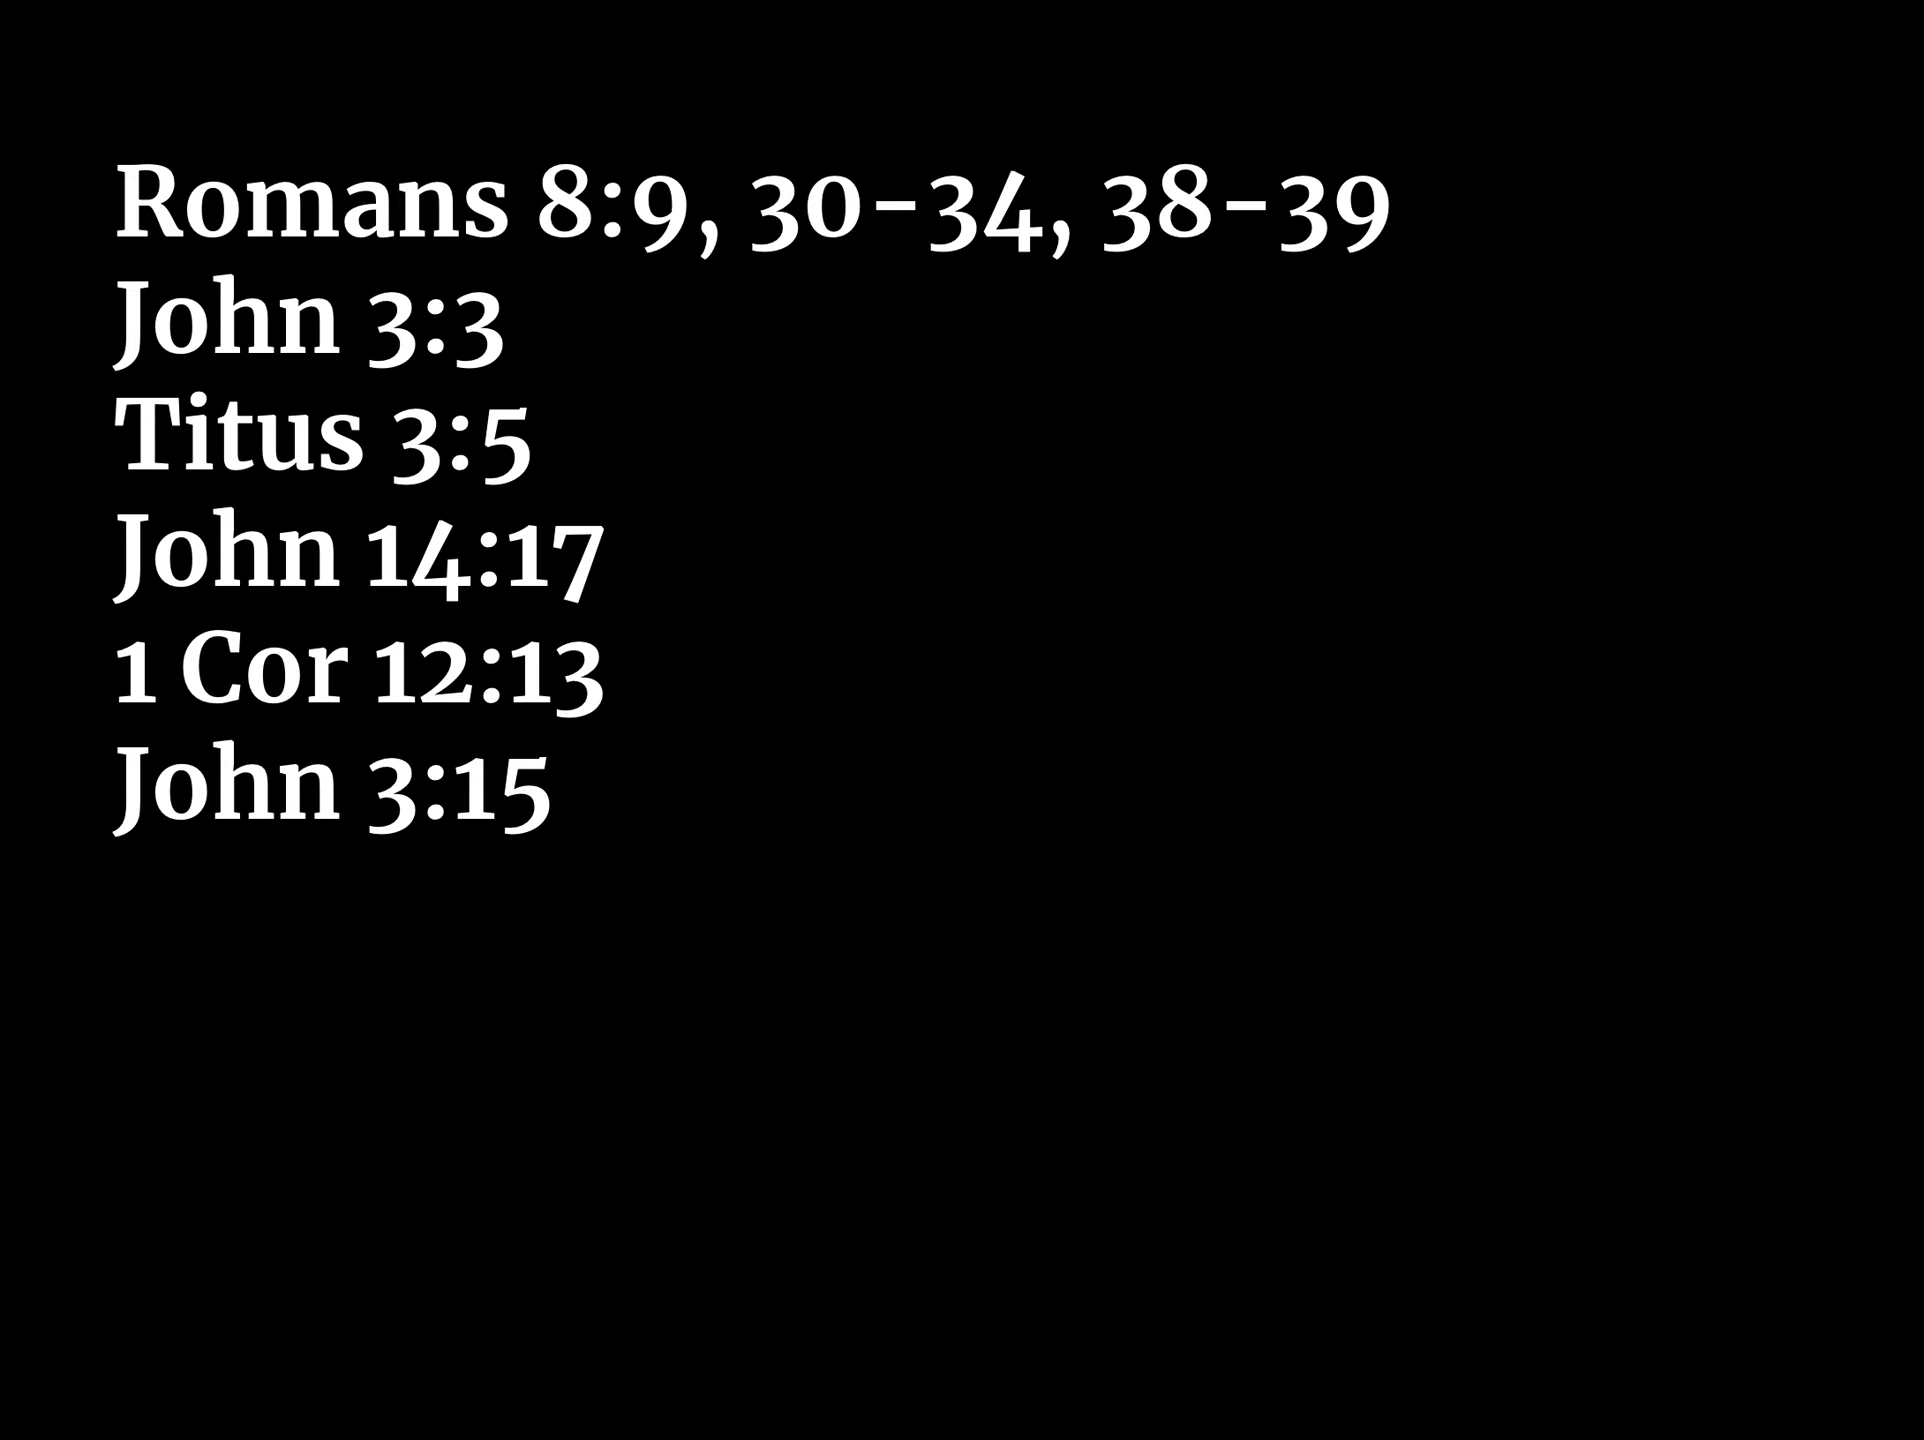 Romans 8:9, 30-34, 38-39
John 3:3
Titus 3:5
John 14:17
1 Cor 12:13
John 3:15